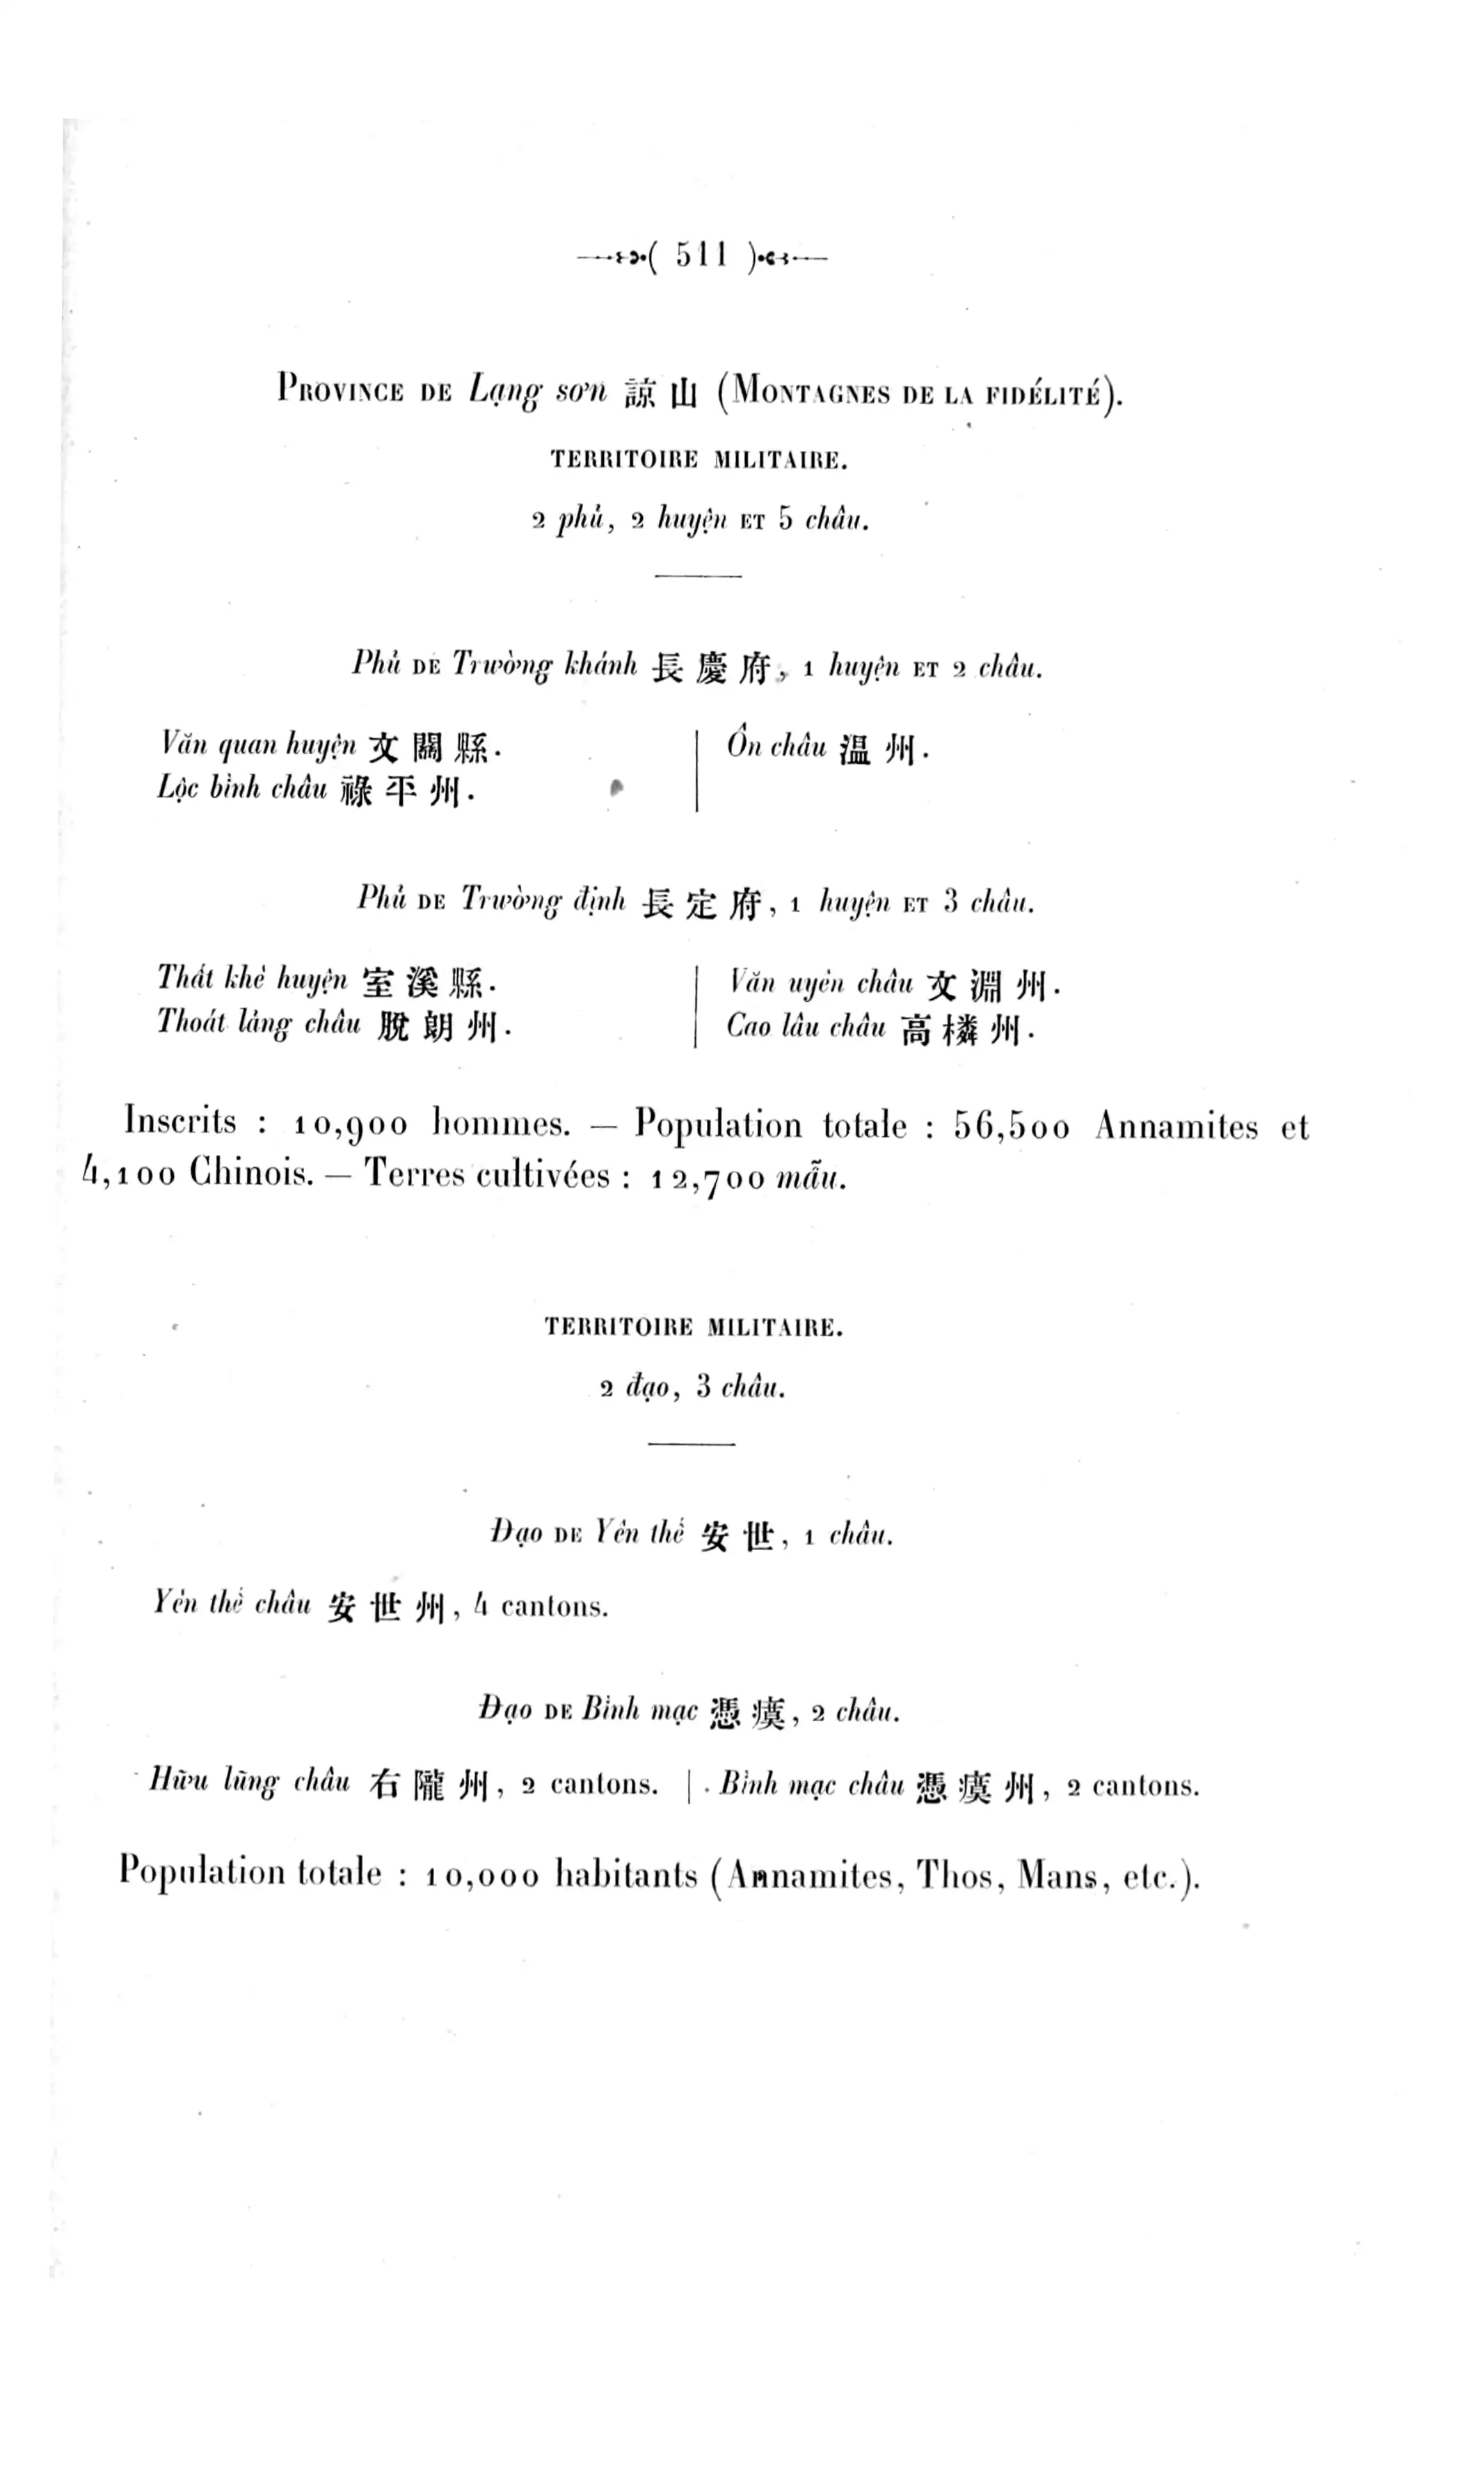 ( 511 )
PROVINCE DE Lạng sơn 諒山 (MONTAGNES DE LA FIDÉLITÉ).
TERRITOIRE MILITAIRE.
2 phủ, 2 huyện ET 5 châu.
Phủ DE Trường khánh 長慶府, 1 huyện ET 2 châu.
Văn quan huyện 文關縣.
Lộc bình châu 祿平州.
Ôn châu 温州.
Phủ DE Trường định 長定府, 1 huyện ET 3 châu.
Thất khê huyện 室溪縣.
Thoát lảng châu 脫朗州.
Văn uyên châu 文淵州.
Cao lâu châu 高樓州.
Inscrits : 10,900 hommes. — Population totale : 56,500 Annamites et
4,100 Chinois. — Terres cultivées : 12,700 mẫu.
TERRITOIRE MILITAIRE.
2 đạo, 3 châu.
Đạo DE Yên thế 安世, 1 châu.
Yên thế châu 安世州, 4 cantons.
Đạo DE Bình mạc 憑瘼, 2 châu.
Hữu lũng châu 右隴州, 2 cantons.
Bình mạc châu 憑瘼州, 2 cantons.
Population totale : 10,000 habitants (Annamites, Thos, Mans, etc.).